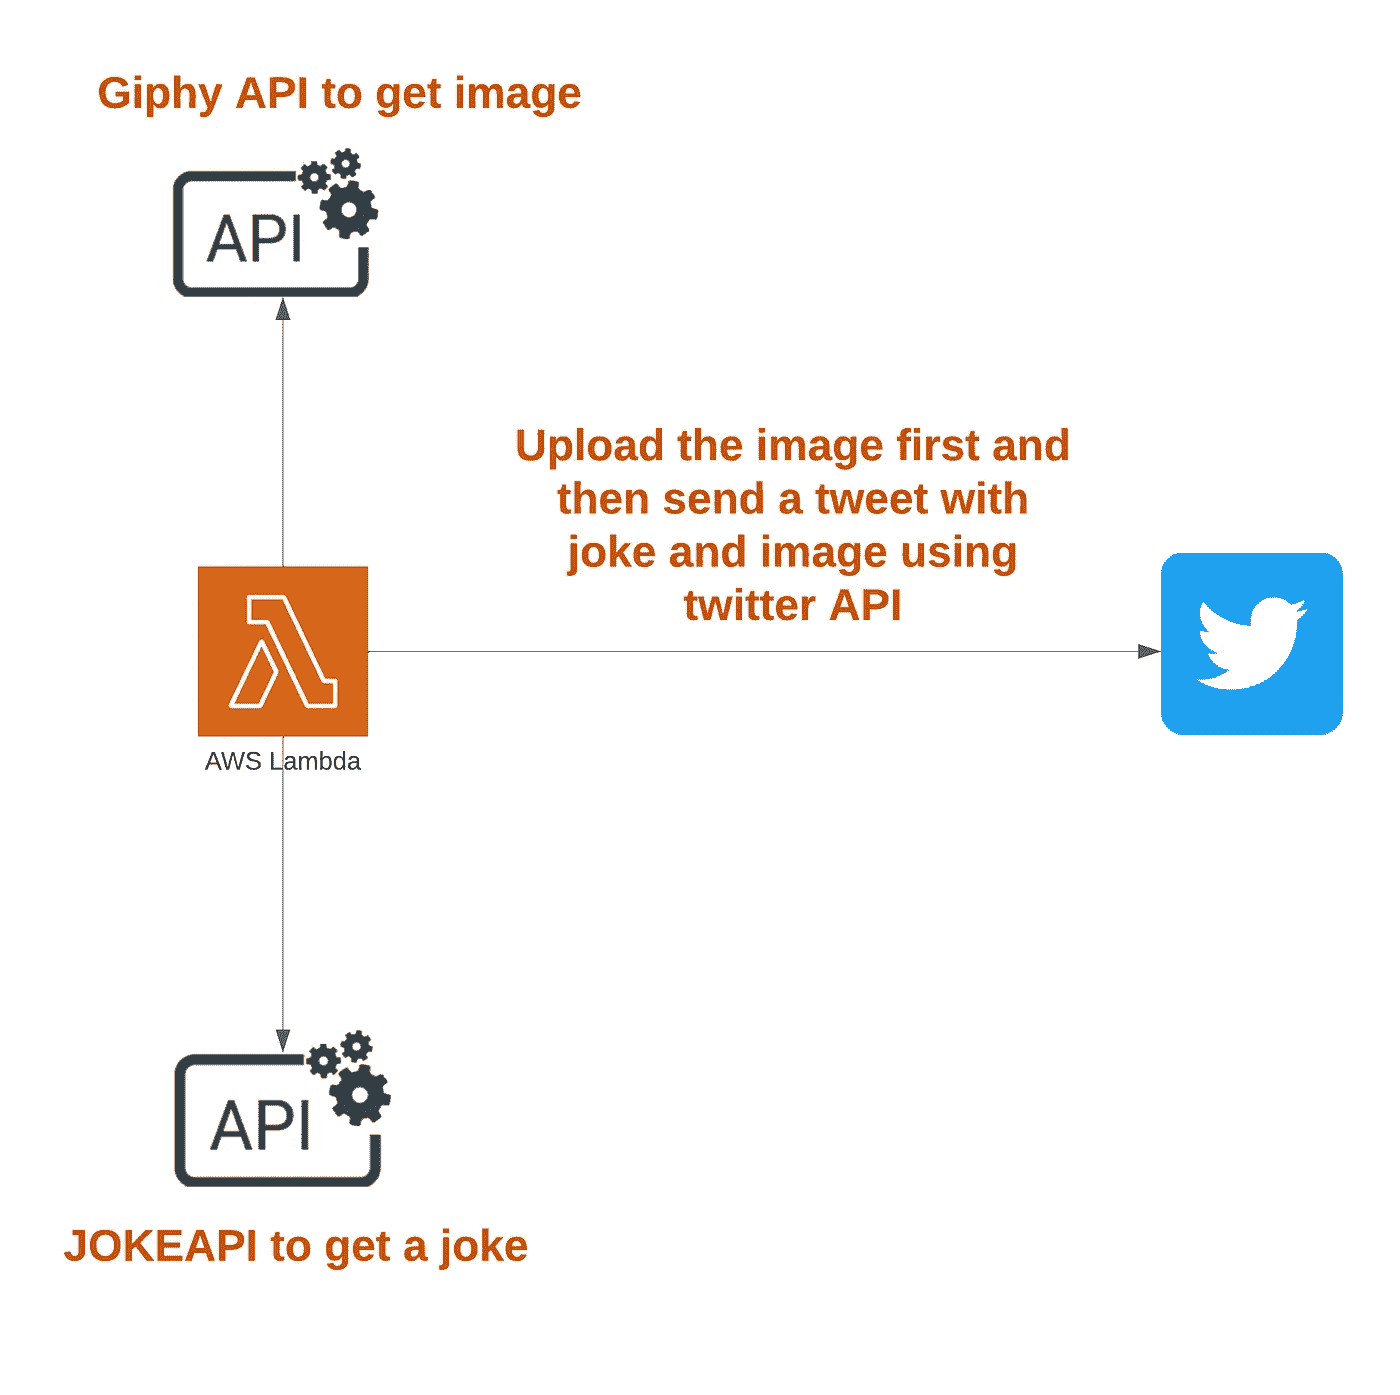 Giphy API to get image
API
Upload the image first and
then send a tweet with
joke and image using
twitter API
AWS Lambda
API
JOKEAPI to get a joke